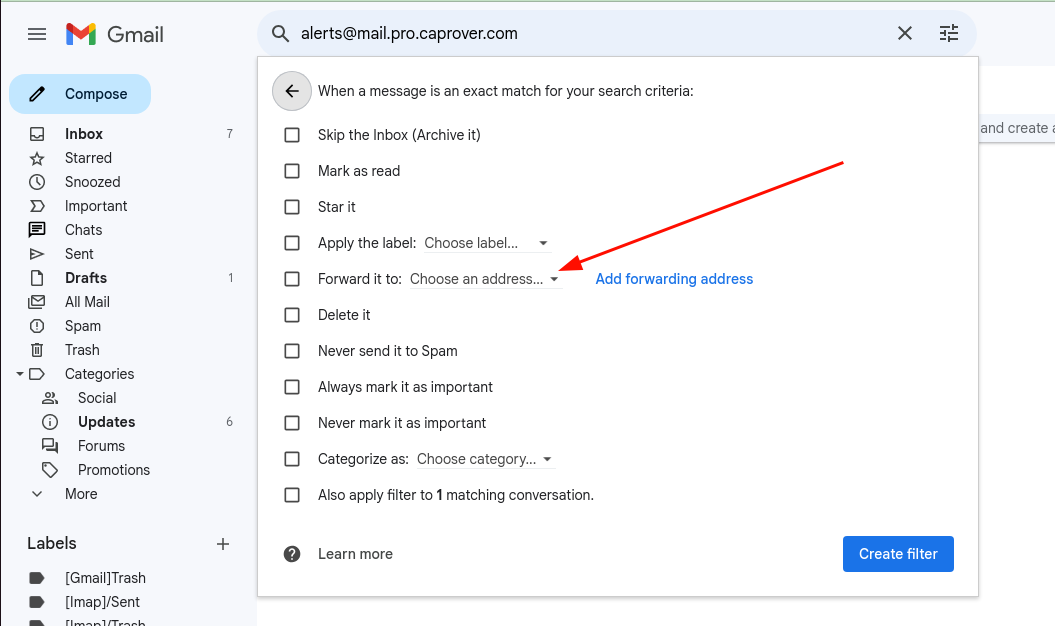 Gmail
alerts@mail.pro.caprover.com
Compose
Inbox 7
Starred
Snoozed
Important
Chats
Sent
Drafts 1
All Mail
Spam
Trash
Categories
Social
Updates 6
Forums
Promotions
More
Labels
[Gmail]Trash
[Imap]/Sent
[Imap]/Trash
When a message is an exact match for your search criteria:
Skip the Inbox (Archive it)
Mark as read
Star it
Apply the label: Choose label...
Forward it to: Choose an address... Add forwarding address
Delete it
Never send it to Spam
Always mark it as important
Never mark it as important
Categorize as: Choose category...
Also apply filter to 1 matching conversation.
? Learn more
Create filter
and create a